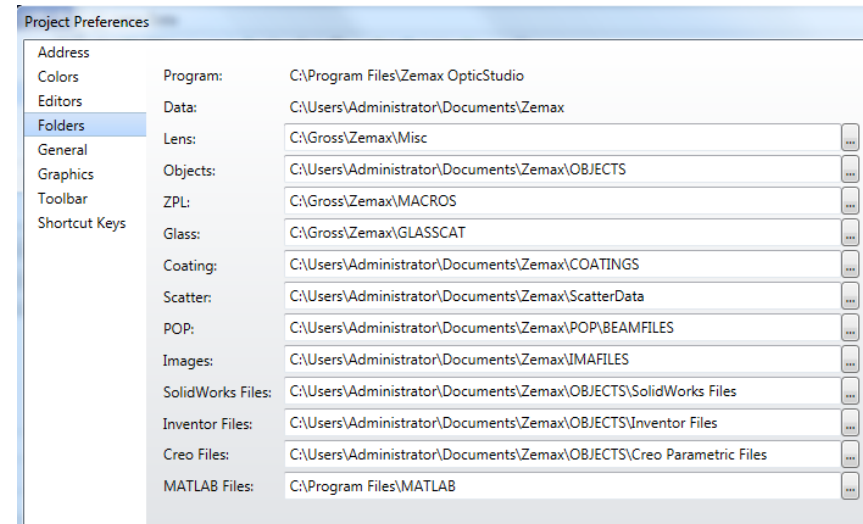 Project Preferences
Address
Colors
Editors
Folders
General
Graphics
Toolbar
Shortcut Keys
Program: C:\Program Files\Zemax OpticStudio
Data: C:\Users\Administrator\Documents\Zemax
Lens: C:\Gross\Zemax\Misc ...
Objects: C:\Users\Administrator\Documents\Zemax\OBJECTS ...
ZPL: C:\Gross\Zemax\MACROS ...
Glass: C:\Gross\Zemax\GLASSCAT ...
Coating: C:\Users\Administrator\Documents\Zemax\COATINGS ...
Scatter: C:\Users\Administrator\Documents\Zemax\ScatterData ...
POP: C:\Users\Administrator\Documents\Zemax\POP\BEAMFILES ...
Images: C:\Users\Administrator\Documents\Zemax\IMAFILES ...
SolidWorks Files: C:\Users\Administrator\Documents\Zemax\OBJECTS\SolidWorks Files ...
Inventor Files: C:\Users\Administrator\Documents\Zemax\OBJECTS\Inventor Files ...
Creo Files: C:\Users\Administrator\Documents\Zemax\OBJECTS\Creo Parametric Files ...
MATLAB Files: C:\Program Files\MATLAB ...